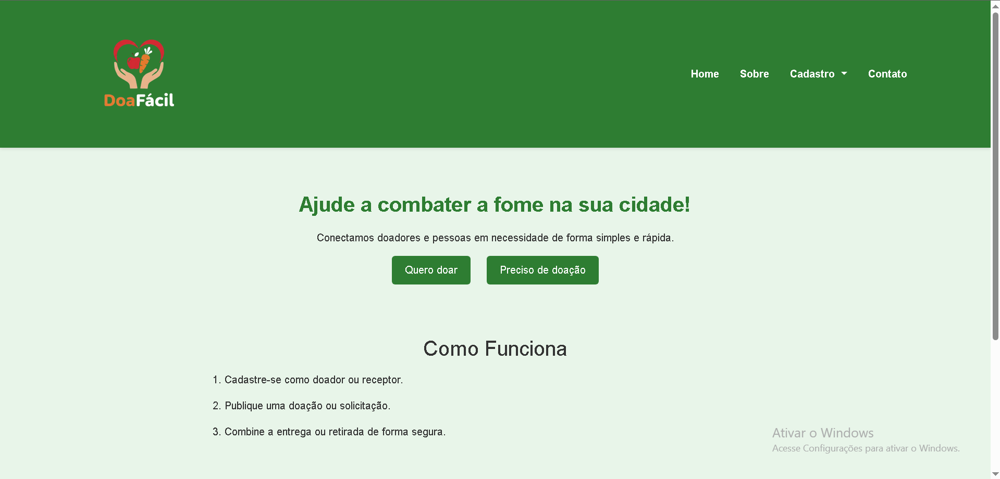 DoaFácil
Home Sobre Cadastro Contato
Ajude a combater a fome na sua cidade!
Conectamos doadores e pessoas em necessidade de forma simples e rápida.
Quero doar Preciso de doação
Como Funciona
1. Cadastre-se como doador ou receptor.
2. Publique uma doação ou solicitação.
3. Combine a entrega ou retirada de forma segura.
Ativar o Windows
Acesse Configurações para ativar o Windows.